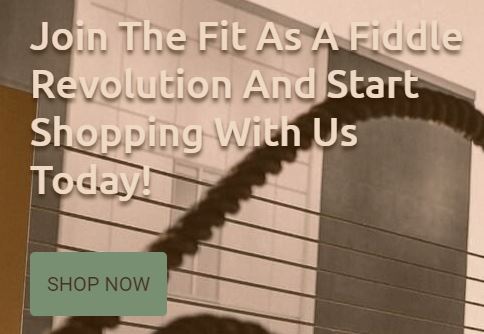 Join The Fit As A Fiddle
Revolution And Start
Shopping With Us
Today!
SHOP NOW